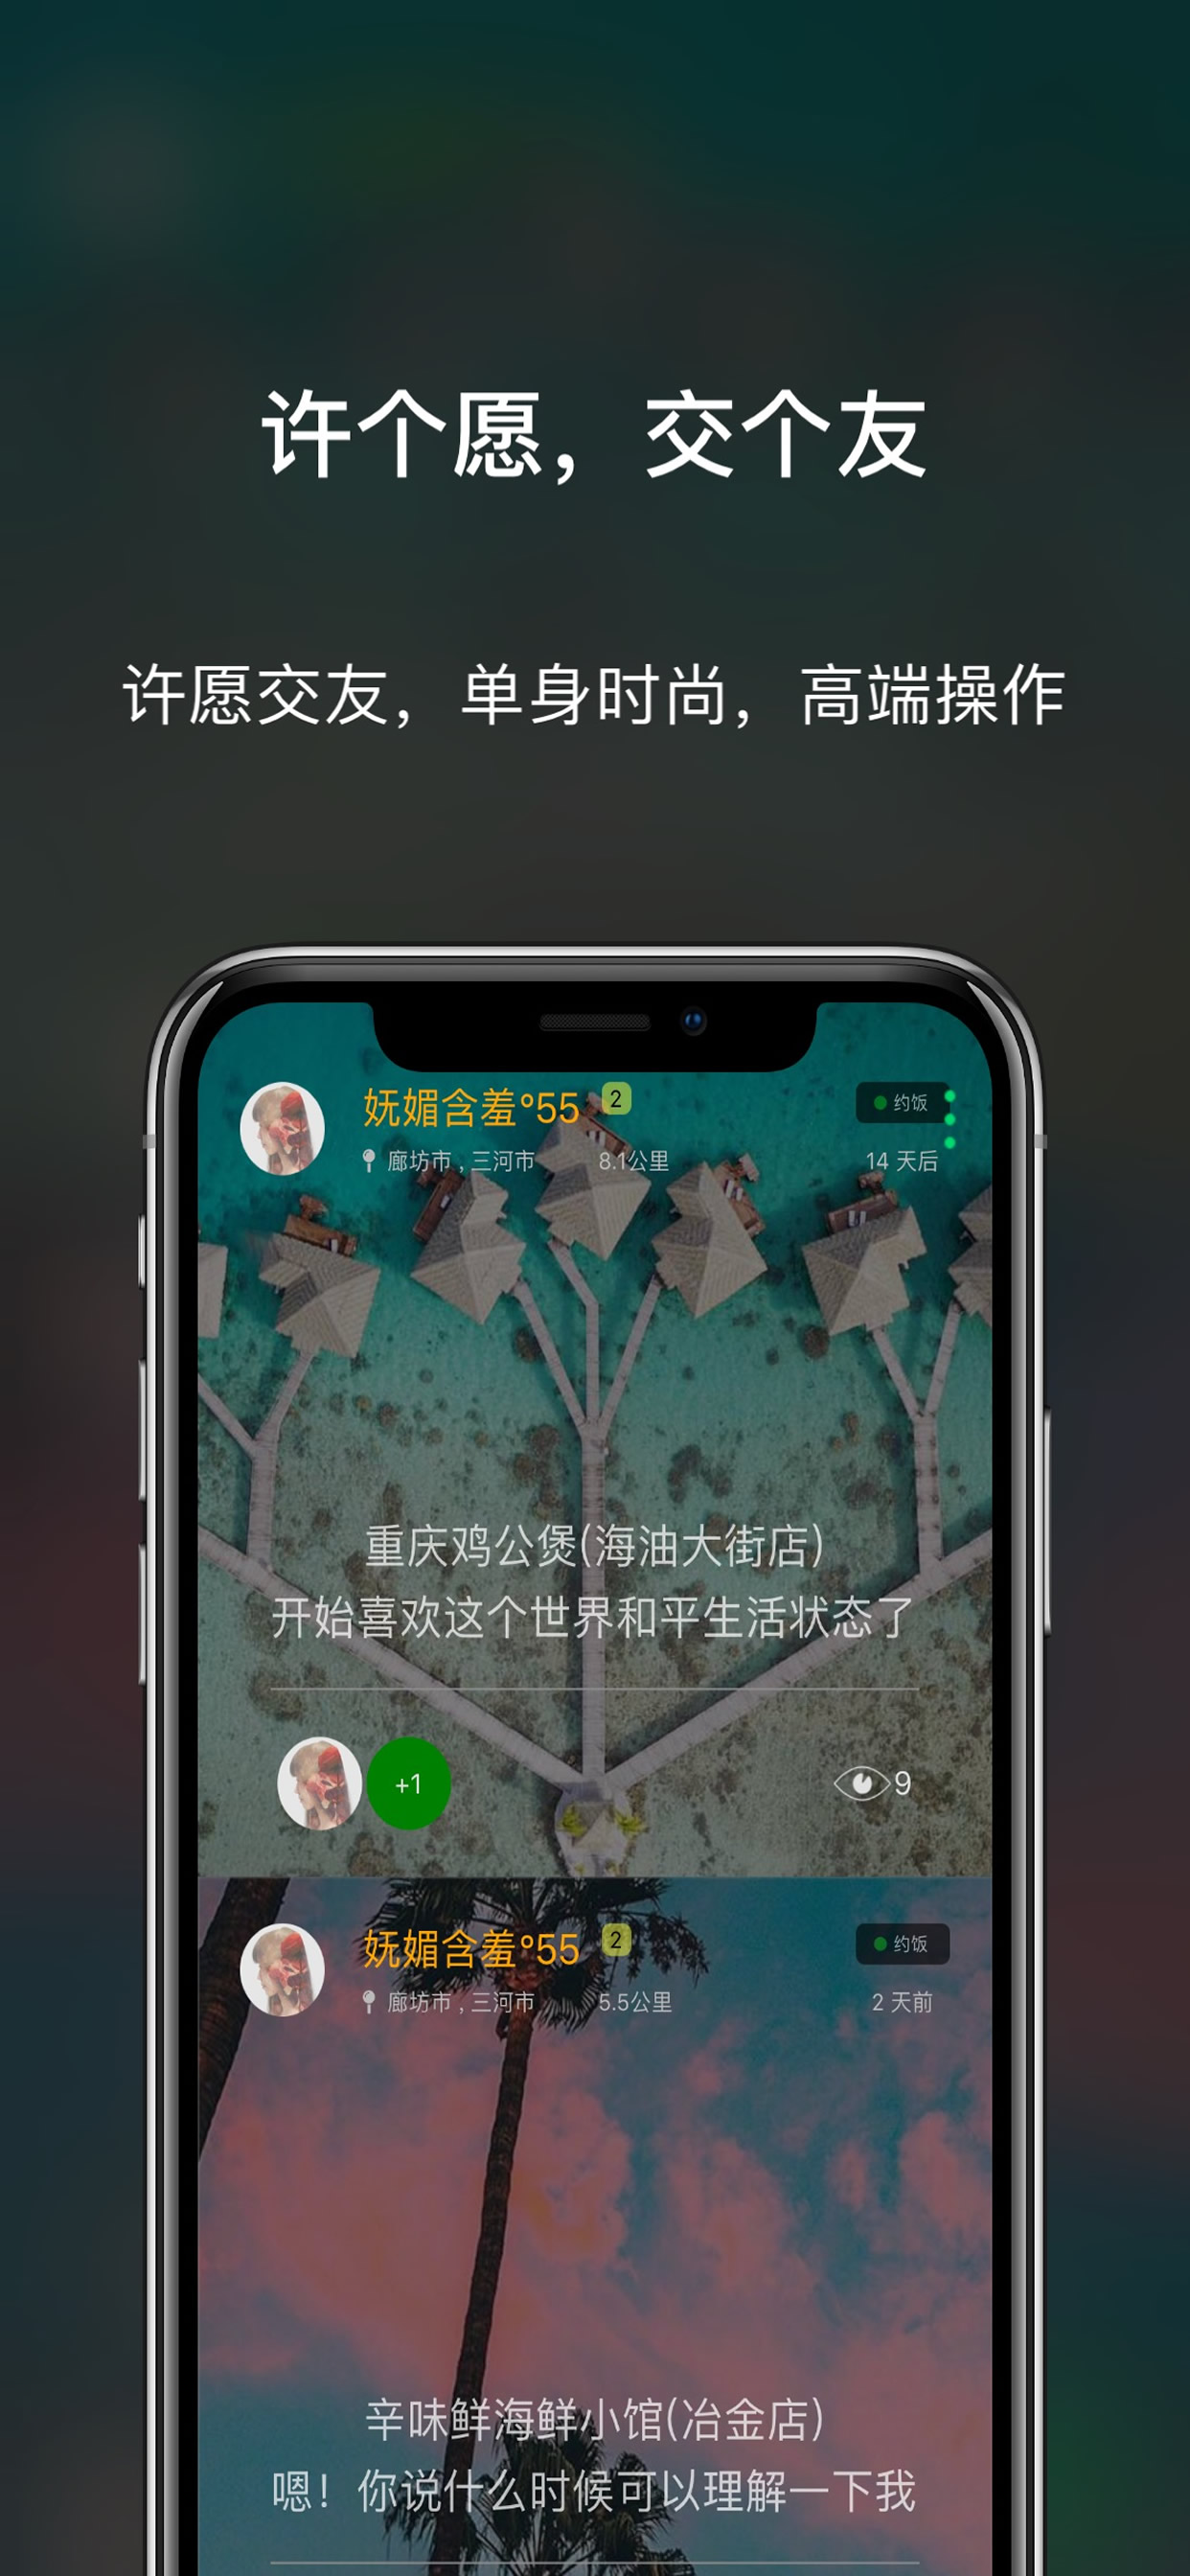 许个愿，交个友
许愿交友，单身时尚，高端操作
妩媚含羞°55 2
约饭
廊坊市 , 三河市 8.1公里
14 天后
重庆鸡公煲(海油大街店)
开始喜欢这个世界和平生活状态了
+1
9
妩媚含羞°55 2
约饭
廊坊市 , 三河市 5.5公里
2 天前
辛味鲜海鲜小馆(冶金店)
嗯！你说什么时候可以理解一下我